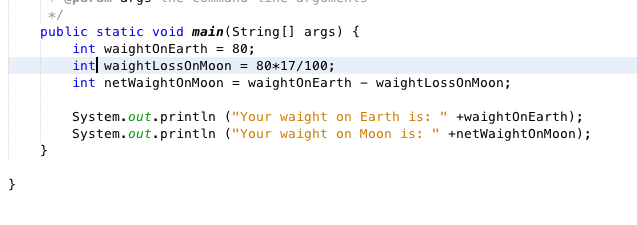 * @param args the command line arguments
*/
public static void main(String[] args) {
int waightOnEarth = 80;
int waightLossOnMoon = 80*17/100;
int netWaightOnMoon = waightOnEarth - waightLossOnMoon;
System.out.println ("Your waight on Earth is: " +waightOnEarth);
System.out.println ("Your waight on Moon is: " +netWaightOnMoon);
}
}